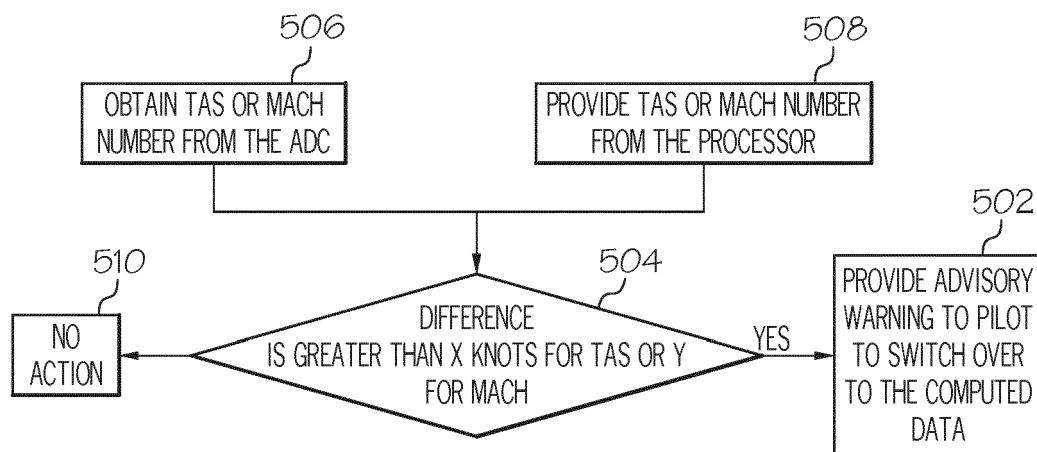 506
OBTAIN TAS OR MACH
NUMBER FROM THE ADC
508
PROVIDE TAS OR MACH NUMBER
FROM THE PROCESSOR
510
NO
ACTION
504
DIFFERENCE
IS GREATER THAN X KNOTS FOR TAS OR Y
FOR MACH
YES
502
PROVIDE ADVISORY
WARNING TO PILOT
TO SWITCH OVER
TO THE COMPUTED
DATA